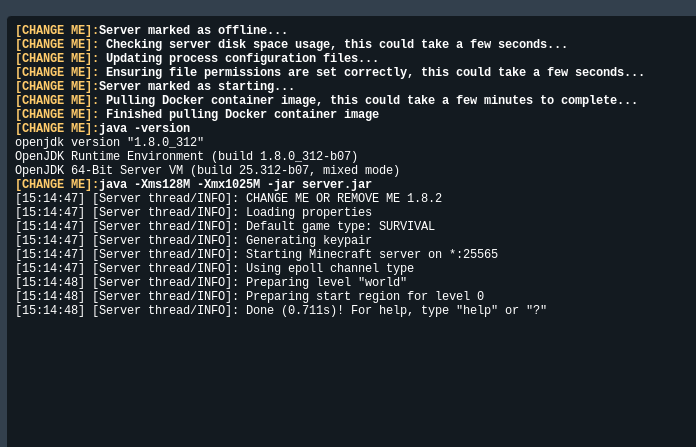 [CHANGE ME]:Server marked as offline...
[CHANGE ME]: Checking server disk space usage, this could take a few seconds...
[CHANGE ME]: Updating process configuration files...
[CHANGE ME]: Ensuring file permissions are set correctly, this could take a few seconds...
[CHANGE ME]:Server marked as starting...
[CHANGE ME]: Pulling Docker container image, this could take a few minutes to complete...
[CHANGE ME]: Finished pulling Docker container image
[CHANGE ME]:java -version
openjdk version "1.8.0_312"
OpenJDK Runtime Environment (build 1.8.0_312-b07)
OpenJDK 64-Bit Server VM (build 25.312-b07, mixed mode)
[CHANGE ME]:java -Xms128M -Xmx1025M -jar server.jar
[15:14:47] [Server thread/INFO]: CHANGE ME OR REMOVE ME 1.8.2
[15:14:47] [Server thread/INFO]: Loading properties
[15:14:47] [Server thread/INFO]: Default game type: SURVIVAL
[15:14:47] [Server thread/INFO]: Generating keypair
[15:14:47] [Server thread/INFO]: Starting Minecraft server on *:25565
[15:14:47] [Server thread/INFO]: Using epoll channel type
[15:14:48] [Server thread/INFO]: Preparing level "world"
[15:14:48] [Server thread/INFO]: Preparing start region for level 0
[15:14:48] [Server thread/INFO]: Done (0.711s)! For help, type "help" or "?"